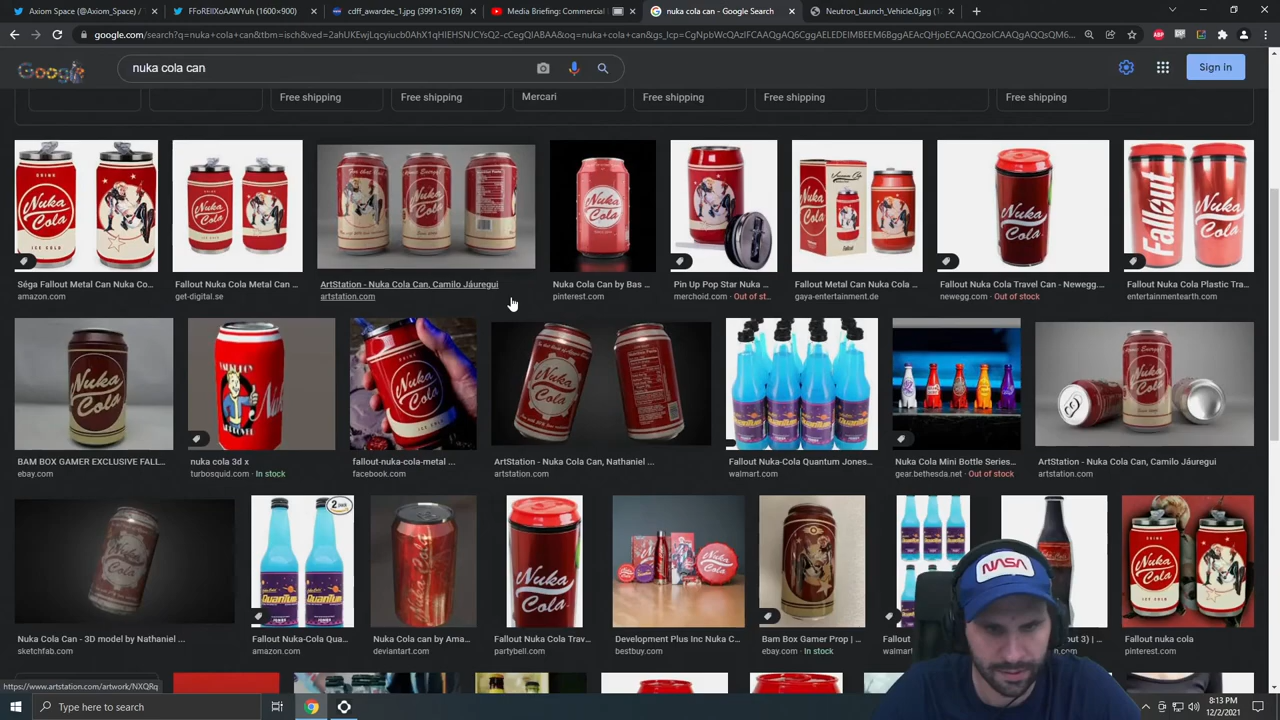 Axiom Space (@Axiom_Space) /
FFoRElIXoAAWYuh (1600×900)
cdff_awardee_1.jpg (3991×5169)
Media Briefing: Commercial
nuka cola can - Google Search
Neutron_Launch_Vehicle.0.jpg (1
google.com/search?q=nuka+cola+can&tbm=isch&ved=
Google
nuka cola can
Sign in
Free shipping
Free shipping
Mercari
Free shipping
Free shipping
Free shipping
Séga Fallout Metal Can Nuka Co...
amazon.com
Fallout Nuka Cola Metal Can ...
get-digital.se
ArtStation - Nuka Cola Can, Camilo Jáuregui
artstation.com
Nuka Cola Can by Bas ...
pinterest.com
Pin Up Pop Star Nuka ...
merchoid.com · Out of st...
Fallout Metal Can Nuka Cola ...
gaya-entertainment.de
Fallout Nuka Cola Travel Can - Newegg....
newegg.com · Out of stock
Fallout Nuka Cola Plastic Tra...
entertainmentearth.com
BAM BOX GAMER EXCLUSIVE FALL...
ebay.com
nuka cola 3d x
turbosquid.com · In stock
fallout-nuka-cola-metal ...
facebook.com
ArtStation - Nuka Cola Can, Nathaniel ...
artstation.com
Fallout Nuka-Cola Quantum Jones...
walmart.com
Nuka Cola Mini Bottle Series...
gear.bethesda.net · Out of stock
ArtStation - Nuka Cola Can, Camilo Jáuregui
artstation.com
Nuka Cola Can - 3D model by Nathaniel ...
sketchfab.com
Fallout Nuka-Cola Qua...
amazon.com
Nuka Cola can by Ama...
deviantart.com
Fallout Nuka Cola Trav...
partybell.com
Development Plus Inc Nuka C...
bestbuy.com
Bam Box Gamer Prop | ...
ebay.com · In stock
Fallout
walmart
out 3) | ...
Fallout nuka cola
pinterest.com
NASA
https://www.artstation.com/artwork/NXQRq
Type here to search
8:13 PM
12/2/2021